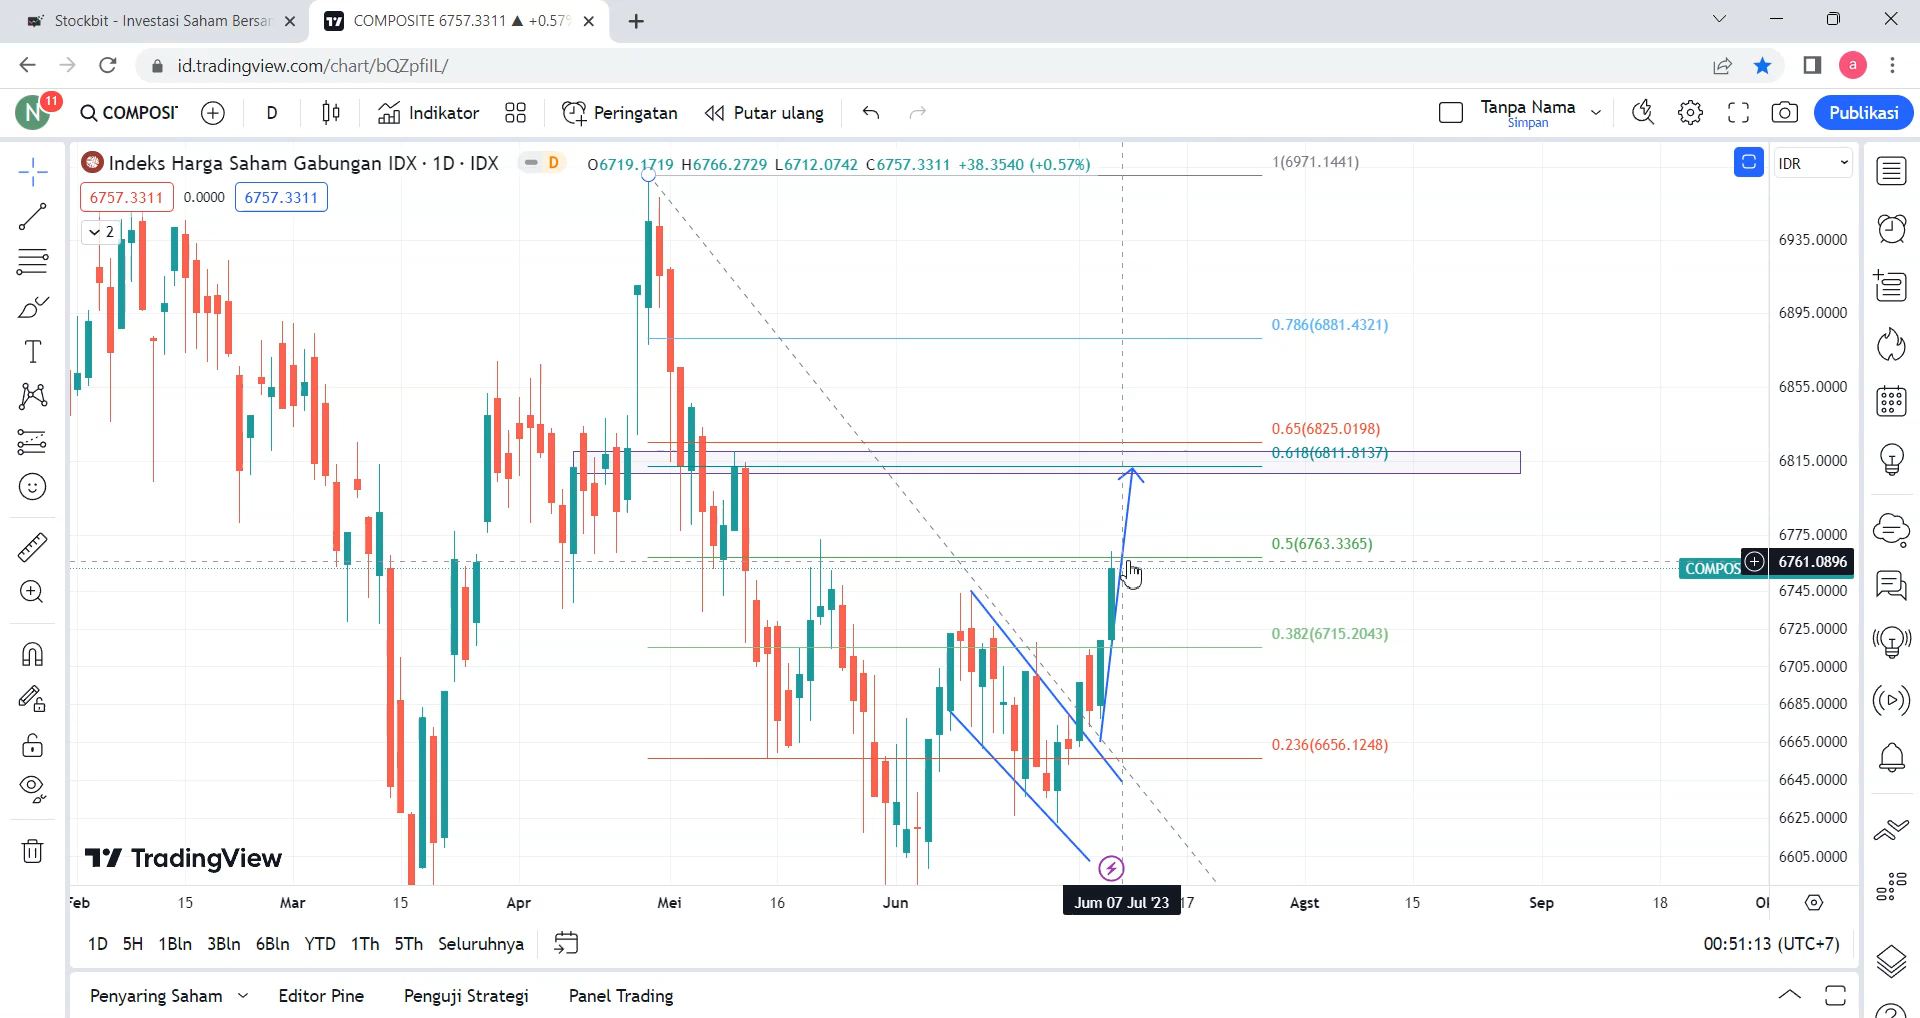 Stockbit - Investasi Saham Bersar
COMPOSITE 6757.3311 ▲ +0.57%
id.tradingview.com/chart/bQZpfiIL/
a
N
11
COMPOSI
D
Indikator
Peringatan
Putar ulang
Tanpa Nama
Simpan
Publikasi
Indeks Harga Saham Gabungan IDX · 1D · IDX
D
O6719.1719 H6766.2729 L6712.0742 C6757.3311 +38.3540 (+0.57%)
1(6971.1441)
IDR
6757.3311
0.0000
6757.3311
2
6935.0000
6895.0000
0.786(6881.4321)
6855.0000
0.65(6825.0198)
0.618(6811.8137)
6815.0000
6775.0000
0.5(6763.3365)
COMPOS
6761.0896
6745.0000
0.382(6715.2043)
6725.0000
6705.0000
6685.0000
0.236(6656.1248)
6665.0000
6645.0000
6625.0000
6605.0000
TradingView
Feb
15
Mar
15
Apr
Mei
16
Jun
Jum 07 Jul '23
17
Agst
15
Sep
18
1D
5H
1Bln
3Bln
6Bln
YTD
1Th
5Th
Seluruhnya
00:51:13 (UTC+7)
Penyaring Saham
Editor Pine
Penguji Strategi
Panel Trading